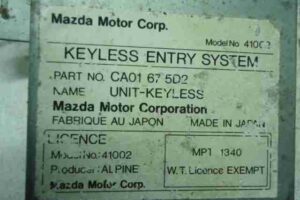 Mazda Motor Corp.
Model No 41002
KEYLESS ENTRY SYSTEM
PART NO. CA01 67 5D2
NAME UNIT-KEYLESS
Mazda Motor Corporation
FABRIQUE AU JAPON MADE IN JAPAN
LICENCE
Model No:41002
Producer:ALPINE
Mazda Motor Corp.
MPT 1340
W.T. Licence EXEMPT